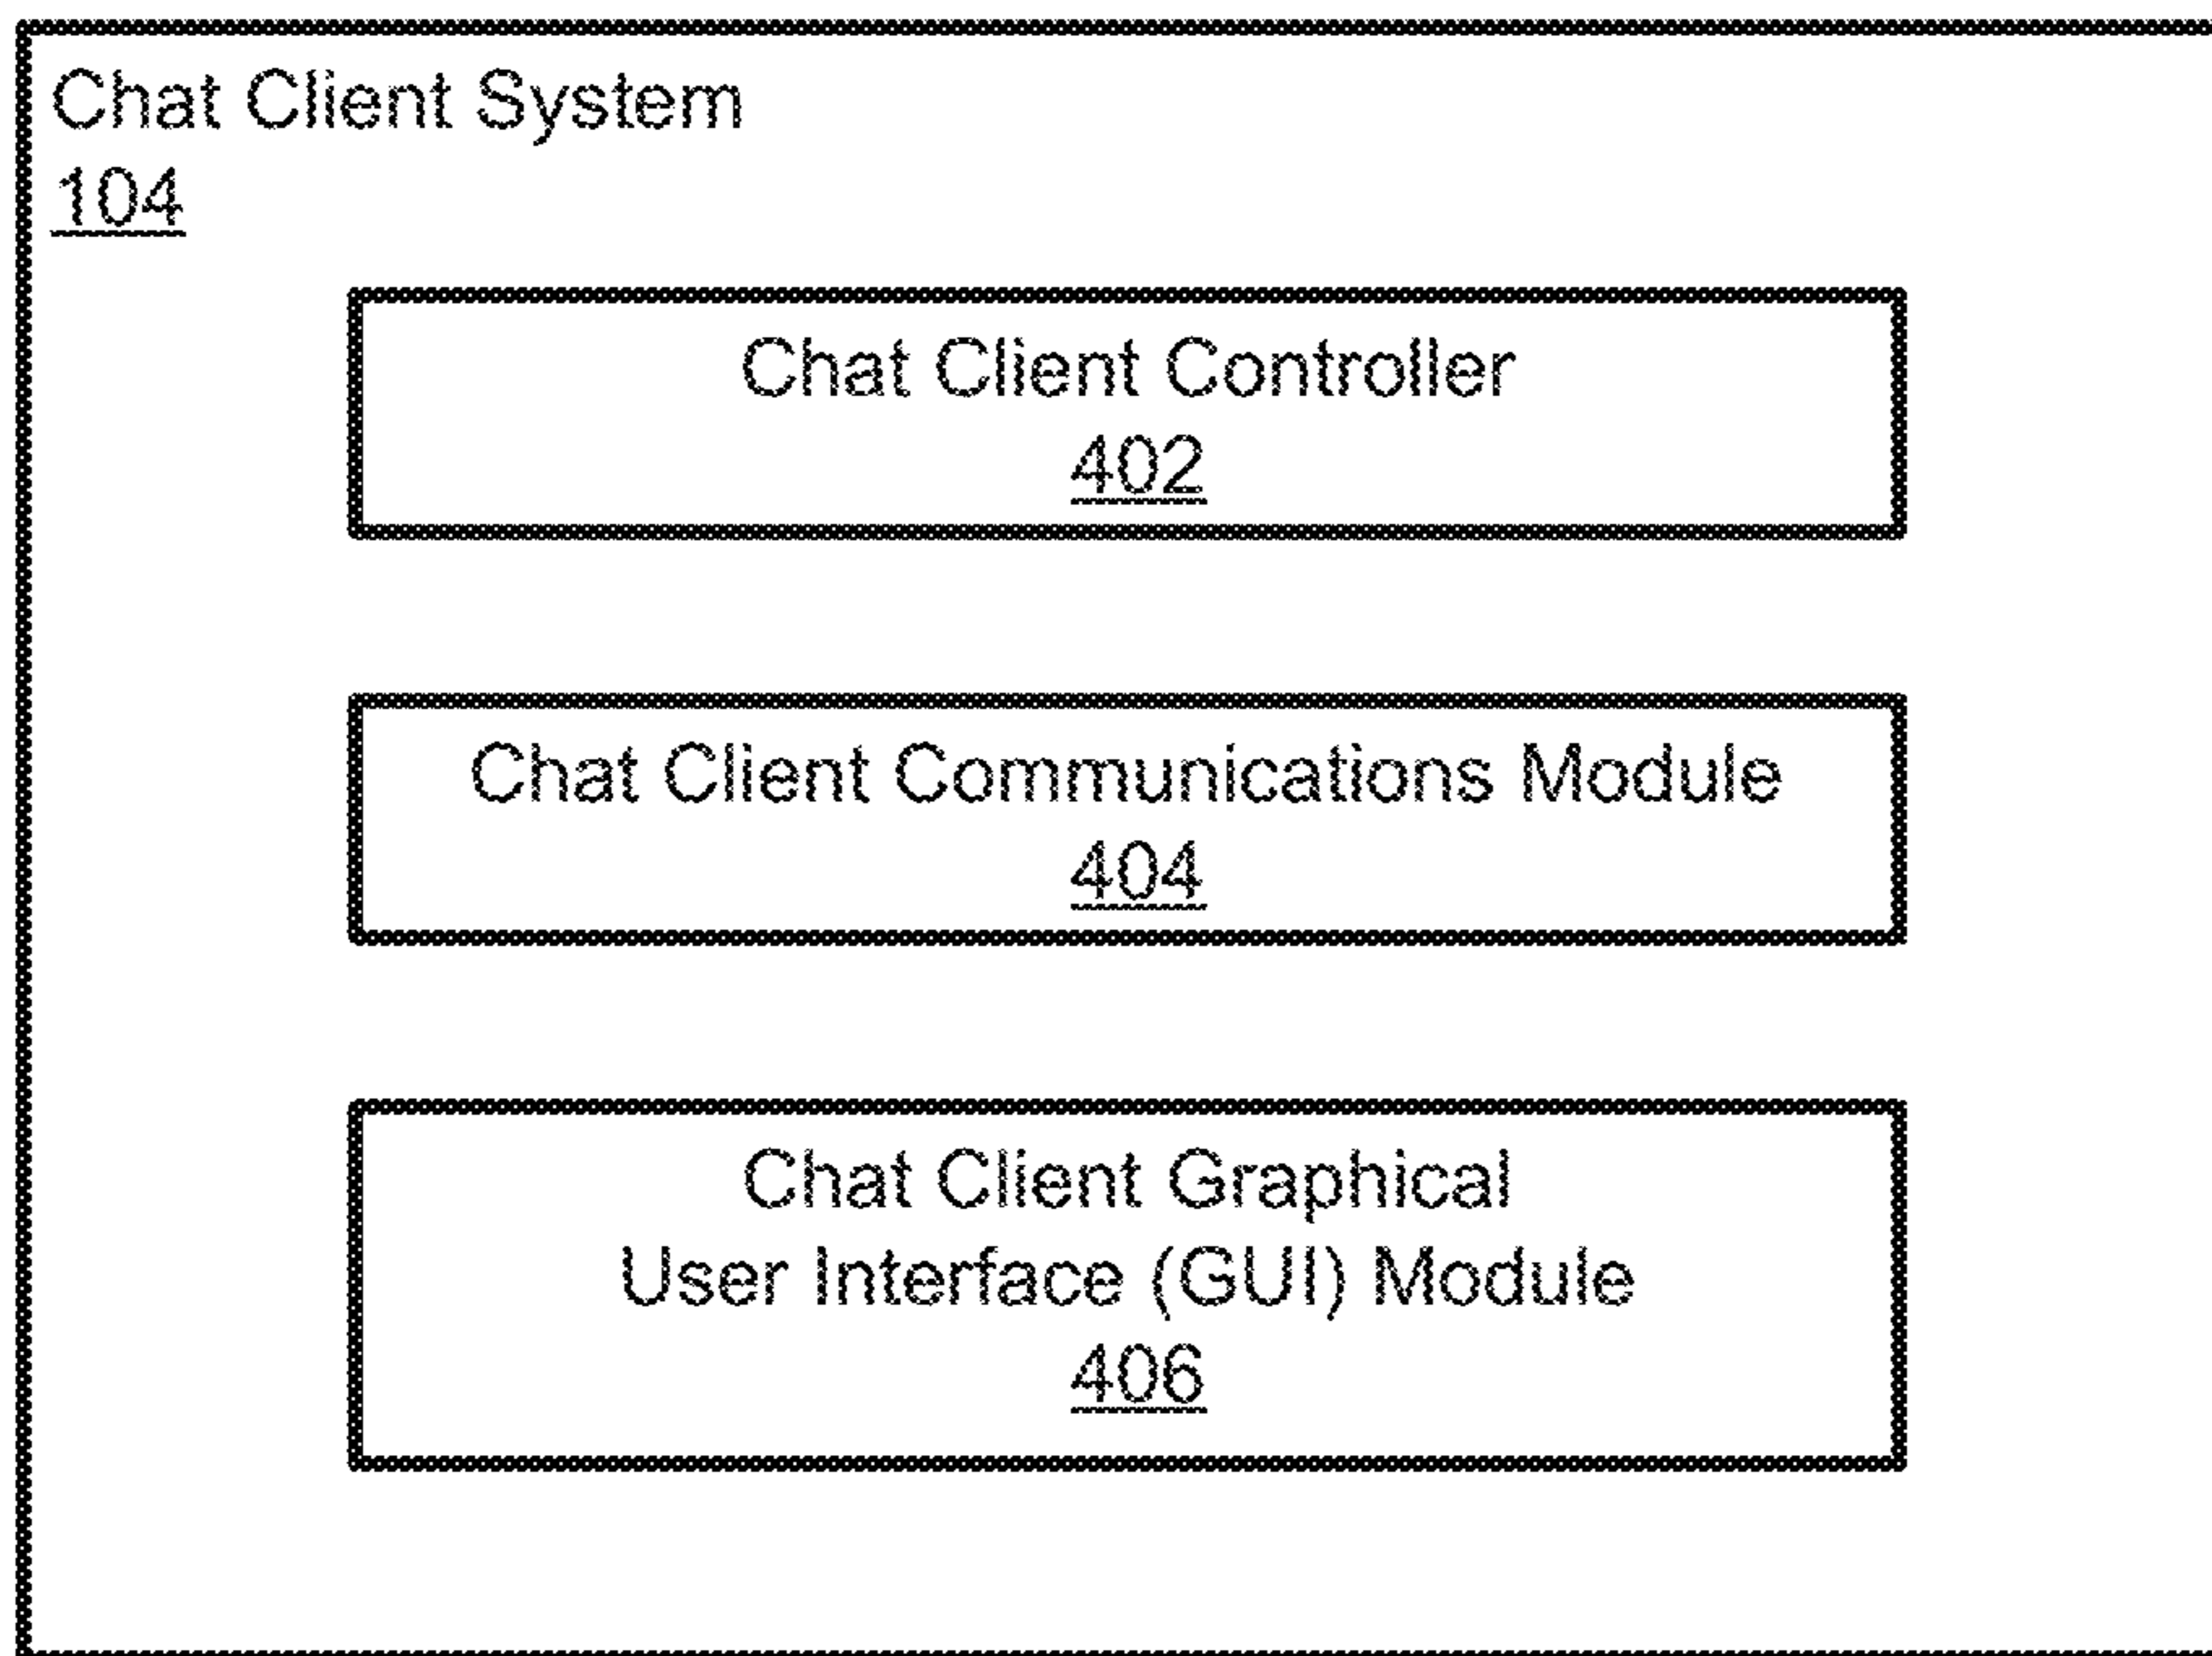 Chat Client System
104
Chat Client Controller
402
Chat Client Communications Module
404
Chat Client Graphical
User Interface (GUI) Module
406